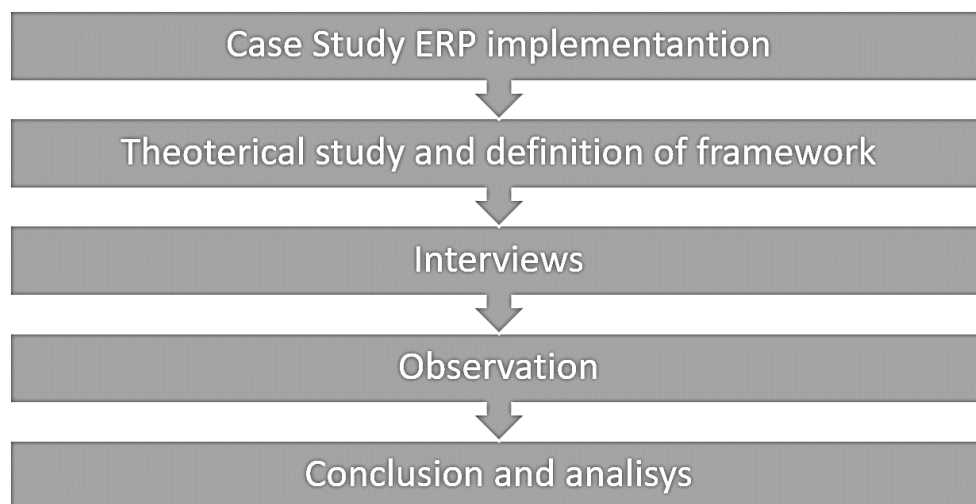 Case Study ERP implementantion
Theoterical study and definition of framework
Interviews
Observation
Conclusion and analisys